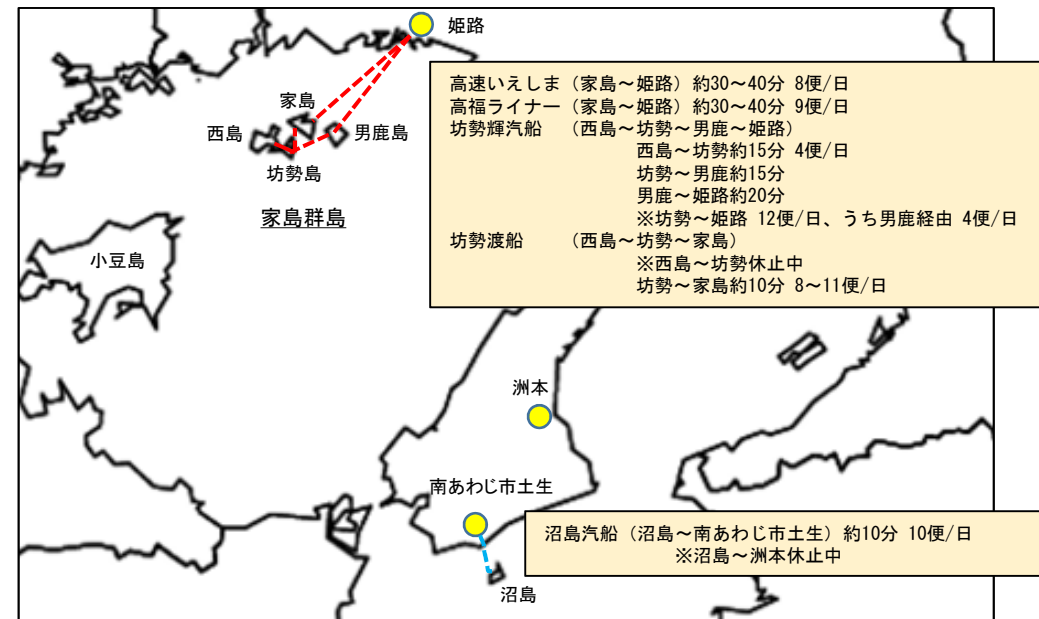 姫路
高速いえしま（家島～姫路）約30～40分 8便/日
高福ライナー（家島～姫路）約30～40分 9便/日
坊勢輝汽船　（西島～坊勢～男鹿～姫路）
西島～坊勢約15分 4便/日
坊勢～男鹿約15分
男鹿～姫路約20分
※坊勢～姫路 12便/日、うち男鹿経由 4便/日
坊勢渡船　（西島～坊勢～家島）
※西島～坊勢休止中
坊勢～家島約10分 8～11便/日
家島
西島
男鹿島
坊勢島
家島群島
小豆島
洲本
南あわじ市土生
沼島汽船（沼島～南あわじ市土生）約10分 10便/日
※沼島～洲本休止中
沼島